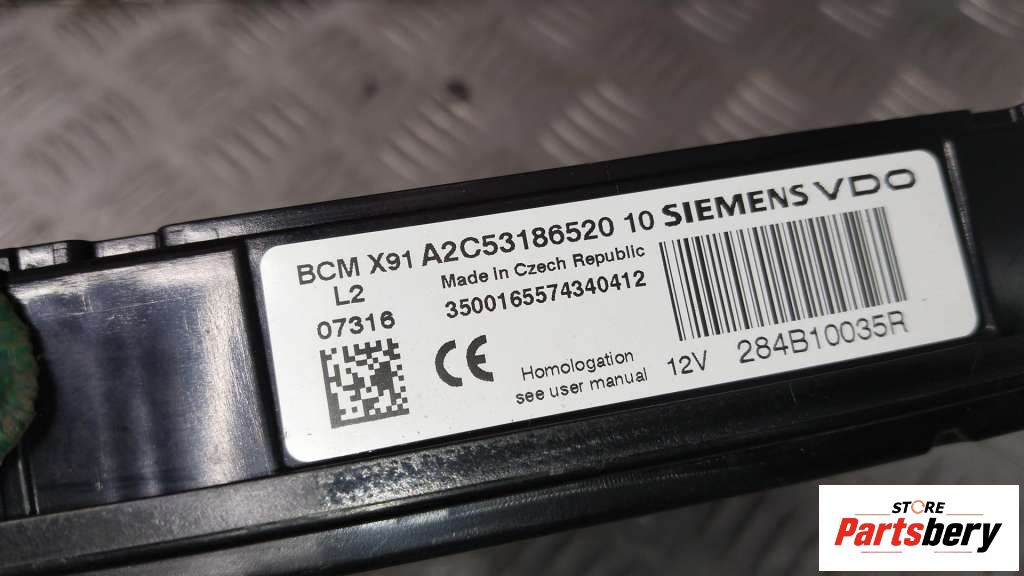 BCM X91 A2C53186520 10 SIEMENS VDO
L2 Made In Czech Republic
07316 3500165574340412
CE Homologation 12V 284B10035R
see user manual
STORE
Partsbery